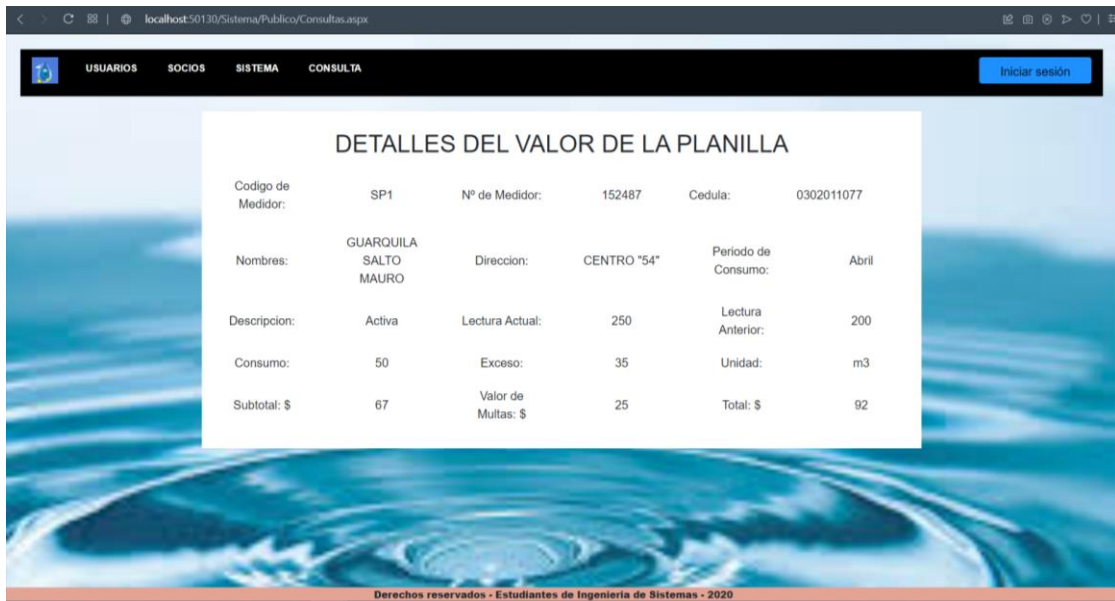 localhost:50130/Sistema/Publico/Consultas.aspx
USUARIOS SOCIOS SISTEMA CONSULTA Iniciar sesión
DETALLES DEL VALOR DE LA PLANILLA
Codigo de Medidor: SP1 Nº de Medidor: 152487 Cedula: 0302011077
Nombres: GUARQUILA SALTO MAURO Direccion: CENTRO "54" Periodo de Consumo: Abril
Descripcion: Activa Lectura Actual: 250 Lectura Anterior: 200
Consumo: 50 Exceso: 35 Unidad: m3
Subtotal: $ 67 Valor de Multas: $ 25 Total: $ 92
Derechos reservados - Estudiantes de Ingenieria de Sistemas - 2020